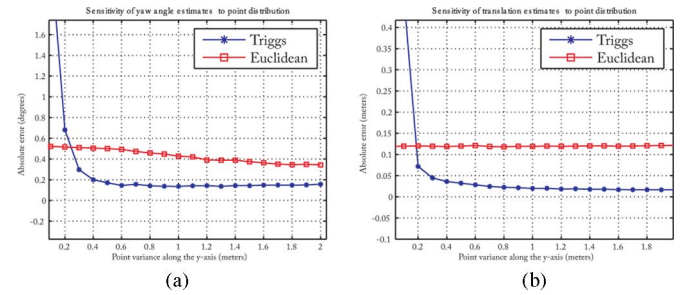 Sensitivity of yaw angle estimates to point distribution
1.6
1.4
1.2
1
0.8
0.6
0.4
0.2
0
-0.2
Absolute error (degrees)
Triggs
Euclidean
0.2 0.4 0.6 0.8 1 1.2 1.4 1.6 1.8 2
Point variance along the y-axis (meters)
(a)
Sensitivity of translation estimates to point distribution
0.4
0.35
0.3
0.25
0.2
0.15
0.1
0.05
0
-0.05
-0.1
Absolute error (meters)
Triggs
Euclidean
0.2 0.4 0.6 0.8 1 1.2 1.4 1.6 1.8
Point variance along the y-axis (meters)
(b)